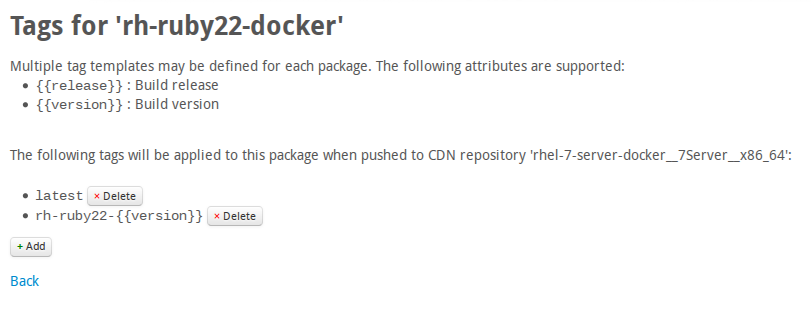 Tags for 'rh-ruby22-docker'
Multiple tag templates may be defined for each package. The following attributes are supported:
• {{release}} : Build release
• {{version}} : Build version
The following tags will be applied to this package when pushed to CDN repository 'rhel-7-server-docker__7Server__x86_64':
• latest × Delete
• rh-ruby22-{{version}} × Delete
+ Add
Back